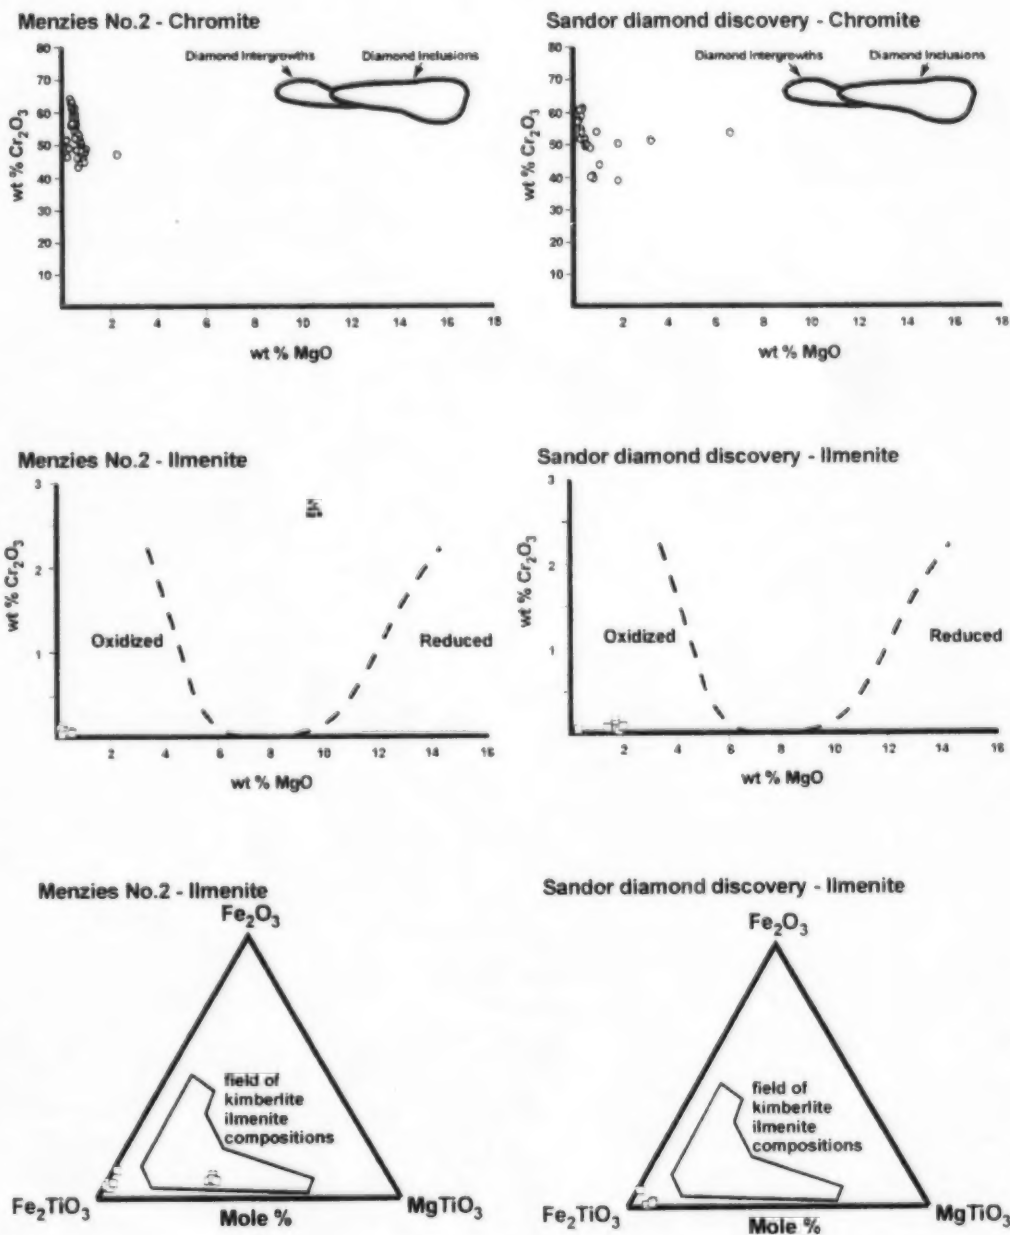 Menzies No.2 - Chromite
80
70
60
50
40
30
20
10
wt % Cr₂O₃
Diamond Intergrowths
Diamond Inclusions
2 4 6 8 10 12 14 16 18
wt % MgO
Sandor diamond discovery - Chromite
80
70
60
50
40
30
20
10
wt % Cr₂O₃
Diamond Intergrowths
Diamond Inclusions
2 4 6 8 10 12 14 16 18
wt % MgO
Menzies No.2 - Ilmenite
3
2
1
wt % Cr₂O₃
Oxidized
Reduced
2 4 6 8 10 12 14 16
wt % MgO
Sandor diamond discovery - Ilmenite
3
2
1
wt % Cr₂O₃
Oxidized
Reduced
2 4 6 8 10 12 14 16
wt % MgO
Menzies No.2 - Ilmenite
Fe₂O₃
field of
kimberlite
ilmenite
compositions
Fe₂TiO₃
MgTiO₃
Mole %
Sandor diamond discovery - Ilmenite
Fe₂O₃
field of
kimberlite
ilmenite
compositions
Fe₂TiO₃
MgTiO₃
Mole %